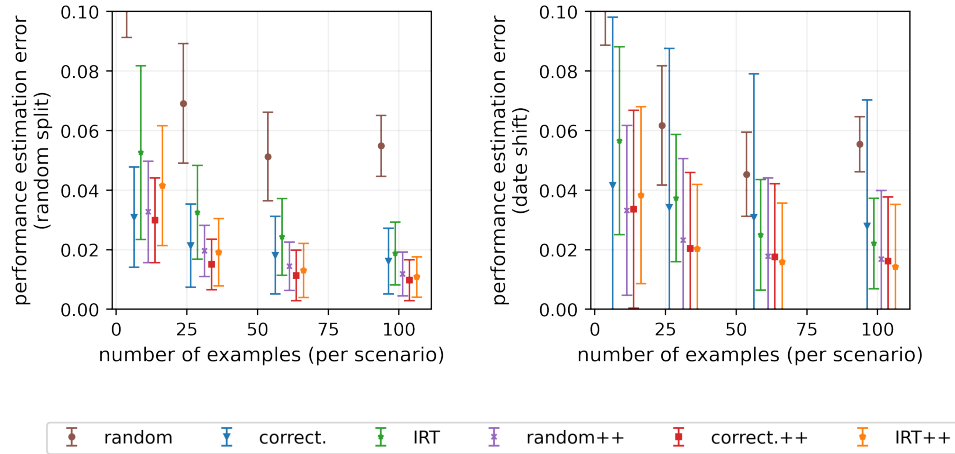 performance estimation error
(random split)
0.10
0.08
0.06
0.04
0.02
0.00
0
25
50
75
100
number of examples (per scenario)
performance estimation error
(date shift)
0.10
0.08
0.06
0.04
0.02
0.00
0
25
50
75
100
number of examples (per scenario)
random
correct.
IRT
random++
correct.++
IRT++